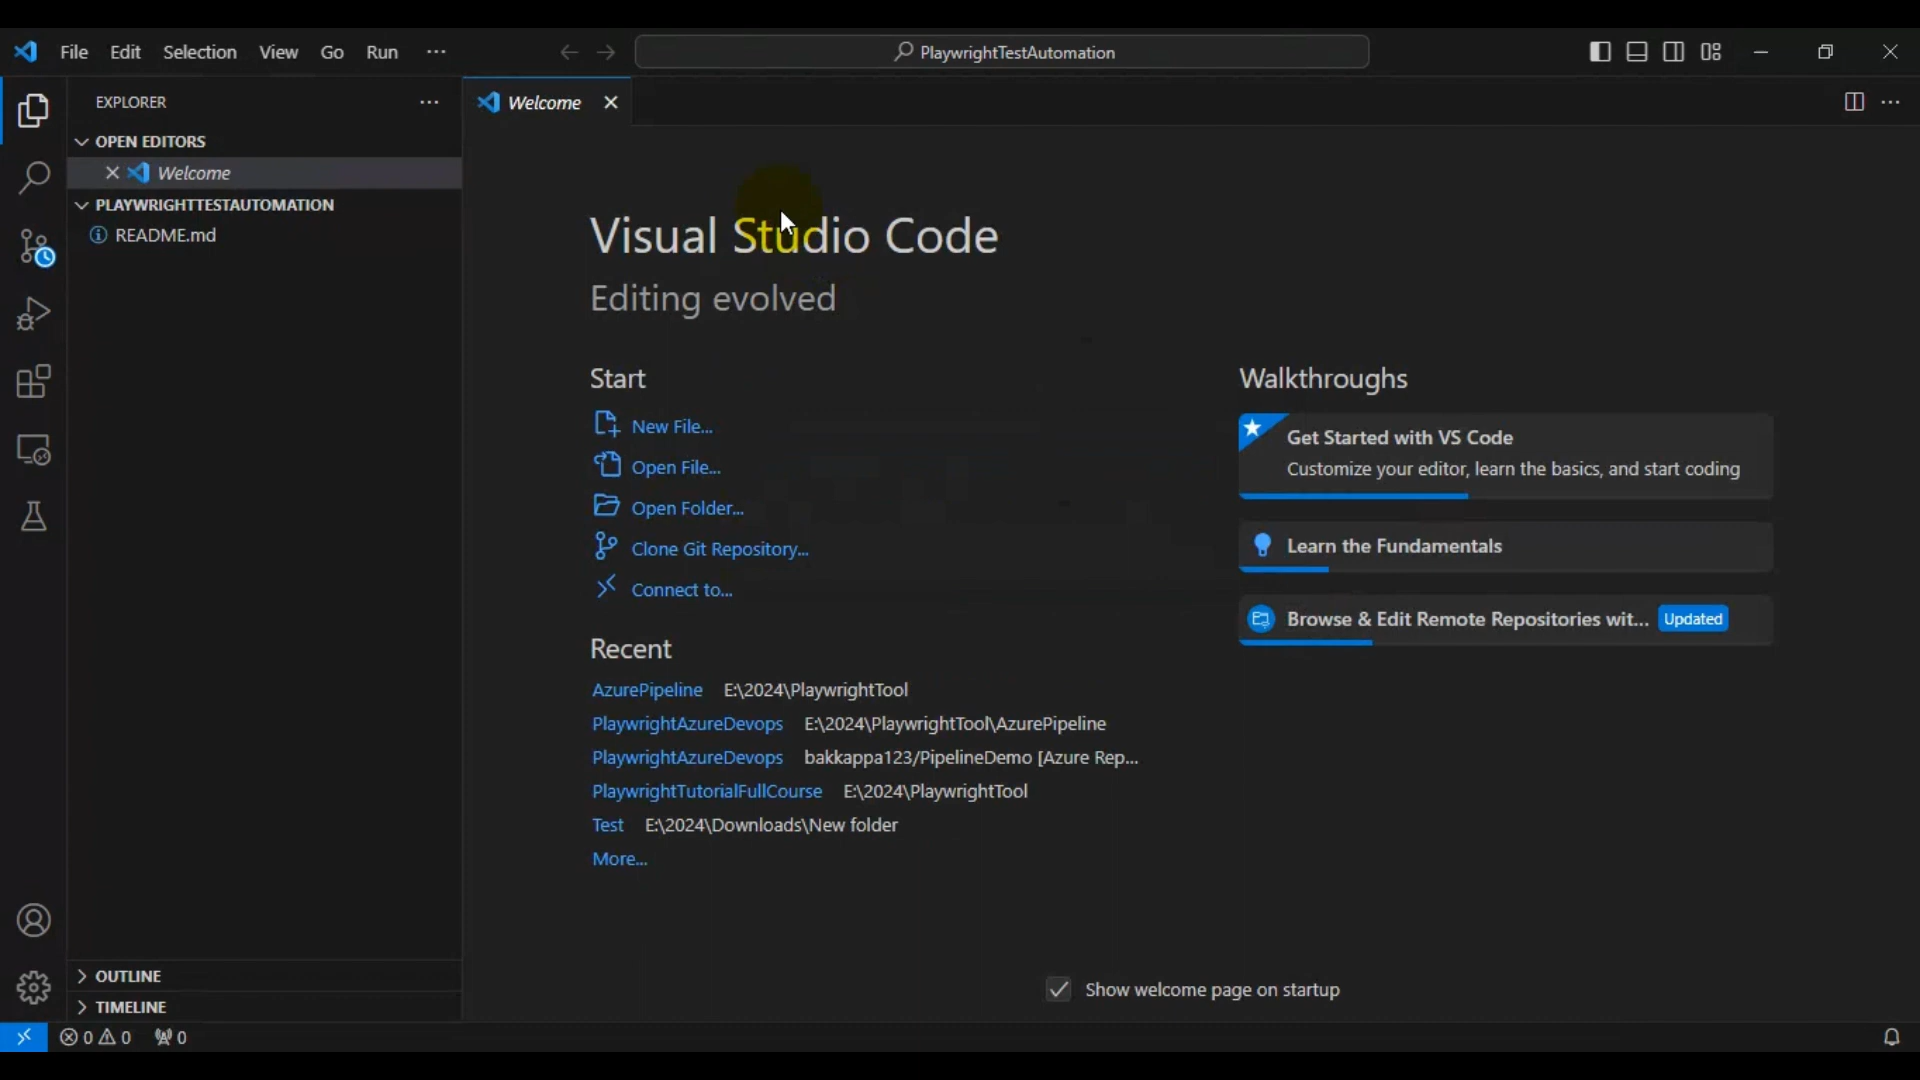 File Edit Selection View Go Run ...
PlaywrightTestAutomation
EXPLORER
OPEN EDITORS
Welcome
PLAYWRIGHTTESTAUTOMATION
README.md
OUTLINE
TIMELINE
Welcome
Visual Studio Code
Editing evolved
Start
New File...
Open File...
Open Folder...
Clone Git Repository...
Connect to...
Recent
AzurePipeline E:\2024\PlaywrightTool
PlaywrightAzureDevops E:\2024\PlaywrightTool\AzurePipeline
PlaywrightAzureDevops bakkappa123/PipelineDemo [Azure Rep...
PlaywrightTutorialFullCourse E:\2024\PlaywrightTool
Test E:\2024\Downloads\New folder
More...
Walkthroughs
Get Started with VS Code
Customize your editor, learn the basics, and start coding
Learn the Fundamentals
Browse & Edit Remote Repositories wit... Updated
Show welcome page on startup
0 0 0